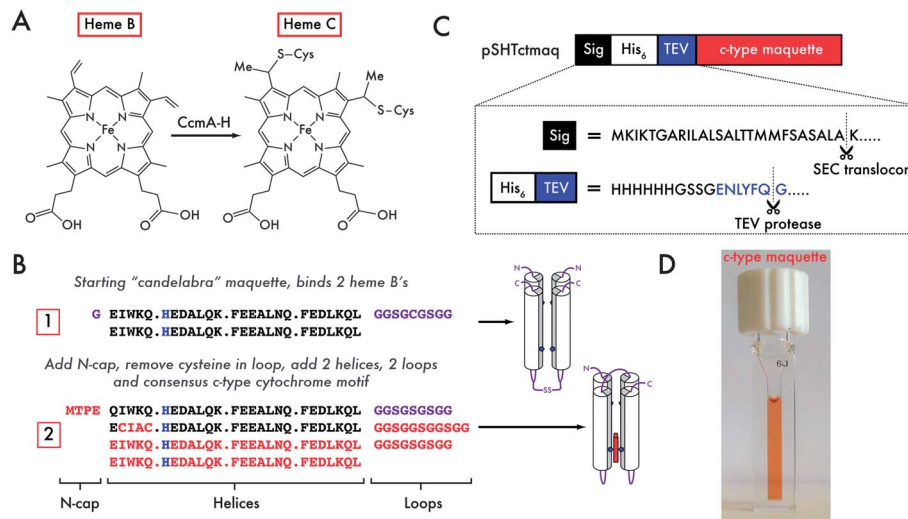 A
Heme B
Heme C
S-Cys
Me
Me
S-Cys
N
N
Fe
N
N
CcmA-H
N
N
Fe
N
N
O
OH
O
OH
O
OH
O
OH
B
Starting "candelabra" maquette, binds 2 heme B's
1
G EIWKQ.HEDALQK.FEEALNQ.FEDLKQL GGSGCGSGG
EIWKQ.HEDALQK.FEEALNQ.FEDLKQL
N
C
N
C
SS
Add N-cap, remove cysteine in loop, add 2 helices, 2 loops
and consensus c-type cytochrome motif
2
MTPE QIWKQ.HEDALQK.FEEALNQ.FEDLKQL GGSGSGSGG
ECIAC.HEDALQK.FEEALNQ.FEDLKQL GGSGGSGGSGG
EIWKQ.HEDALQK.FEEALNQ.FEDLKQL GGSGSGSGG
EIWKQ.HEDALQK.FEEALNQ.FEDLKQL
N
C
N-cap
Helices
Loops
C
pSHTctmaq
Sig
His6
TEV
c-type maquette
Sig = MKIKTGARILALSALTTMMFSASALA K.....
SEC translocon
His6 TEV = HHHHHHGSSGENLYFQ G.....
TEV protease
D
c-type maquette